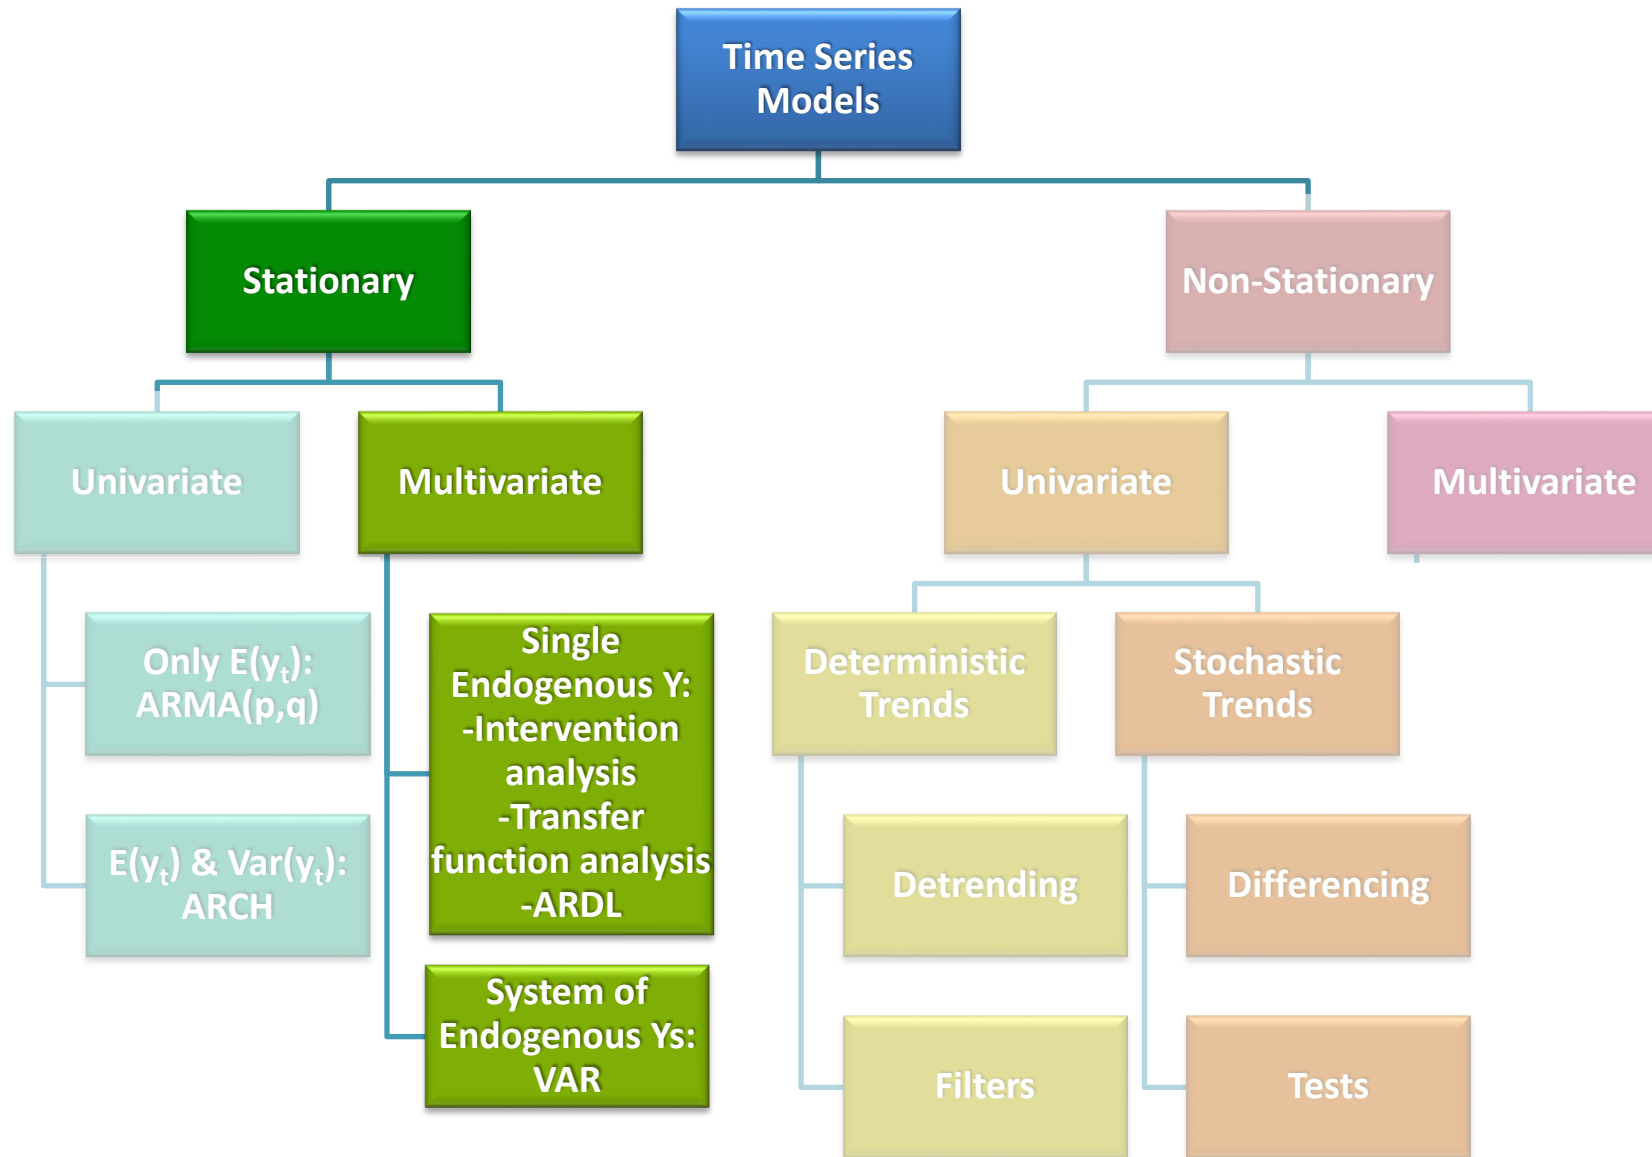 Time Series
Models
Stationary
Non-Stationary
Univariate
Multivariate
Univariate
Multivariate
Only E(yₜ):
ARMA(p,q)
E(yₜ) & Var(yₜ):
ARCH
Single
Endogenous Y:
-Intervention
analysis
-Transfer
function analysis
-ARDL
System of
Endogenous Ys:
VAR
Deterministic
Trends
Stochastic
Trends
Detrending
Differencing
Filters
Tests